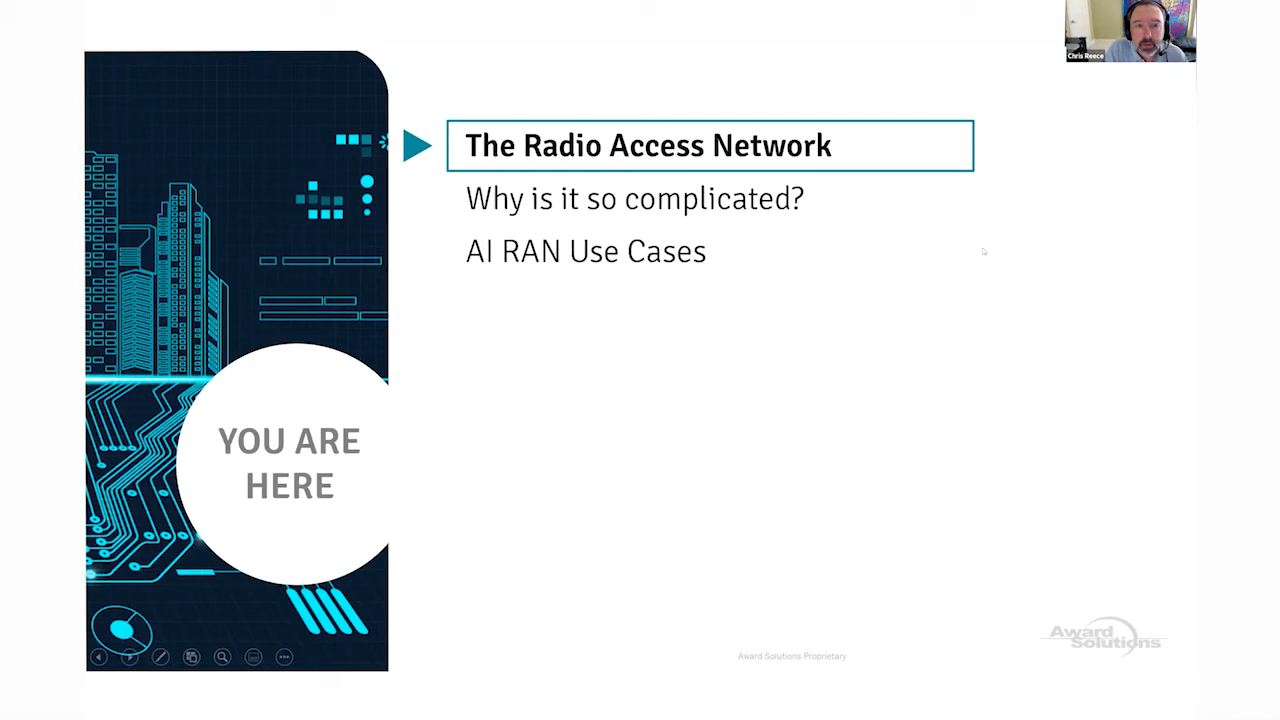 Chris Reece
The Radio Access Network
Why is it so complicated?
AI RAN Use Cases
YOU ARE
HERE
Award
Solutions
Award Solutions Proprietary